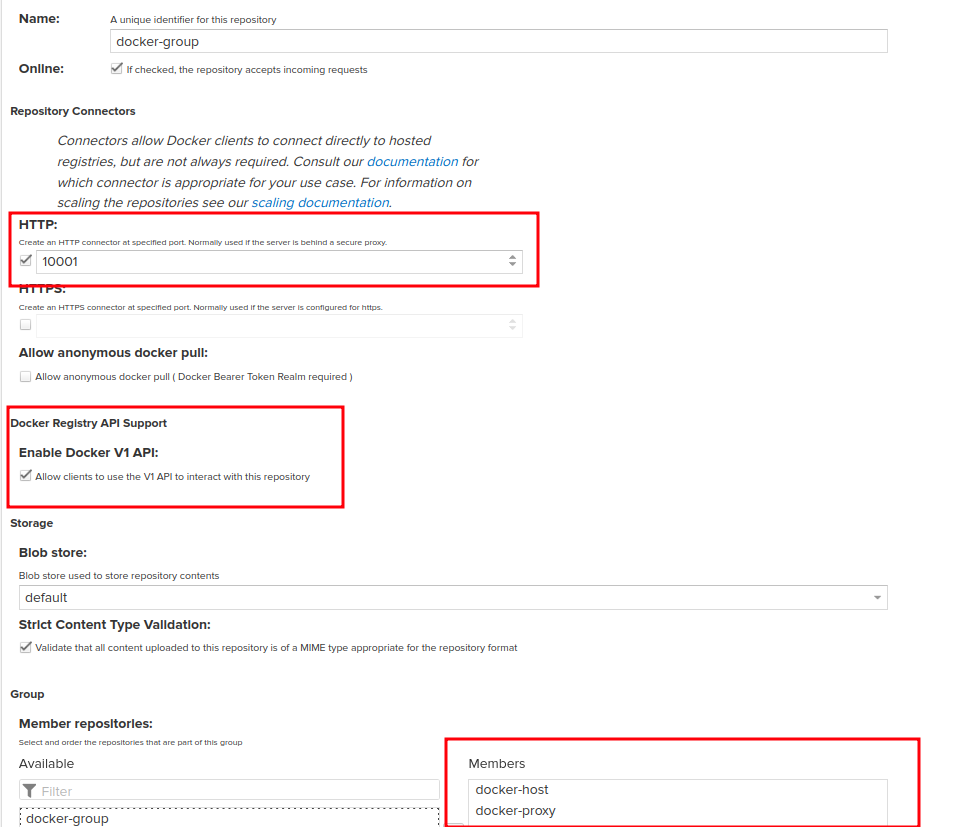 Name:
A unique identifier for this repository
docker-group
Online:
If checked, the repository accepts incoming requests
Repository Connectors
Connectors allow Docker clients to connect directly to hosted
registries, but are not always required. Consult our documentation for
which connector is appropriate for your use case. For information on
scaling the repositories see our scaling documentation.
HTTP:
Create an HTTP connector at specified port. Normally used if the server is behind a secure proxy.
10001
HTTPS:
Create an HTTPS connector at specified port. Normally used if the server is configured for https.
Allow anonymous docker pull:
Allow anonymous docker pull ( Docker Bearer Token Realm required )
Docker Registry API Support
Enable Docker V1 API:
Allow clients to use the V1 API to interact with this repository
Storage
Blob store:
Blob store used to store repository contents
default
Strict Content Type Validation:
Validate that all content uploaded to this repository is of a MIME type appropriate for the repository format
Group
Member repositories:
Select and order the repositories that are part of this group
Available
Filter
docker-group
Members
docker-host
docker-proxy